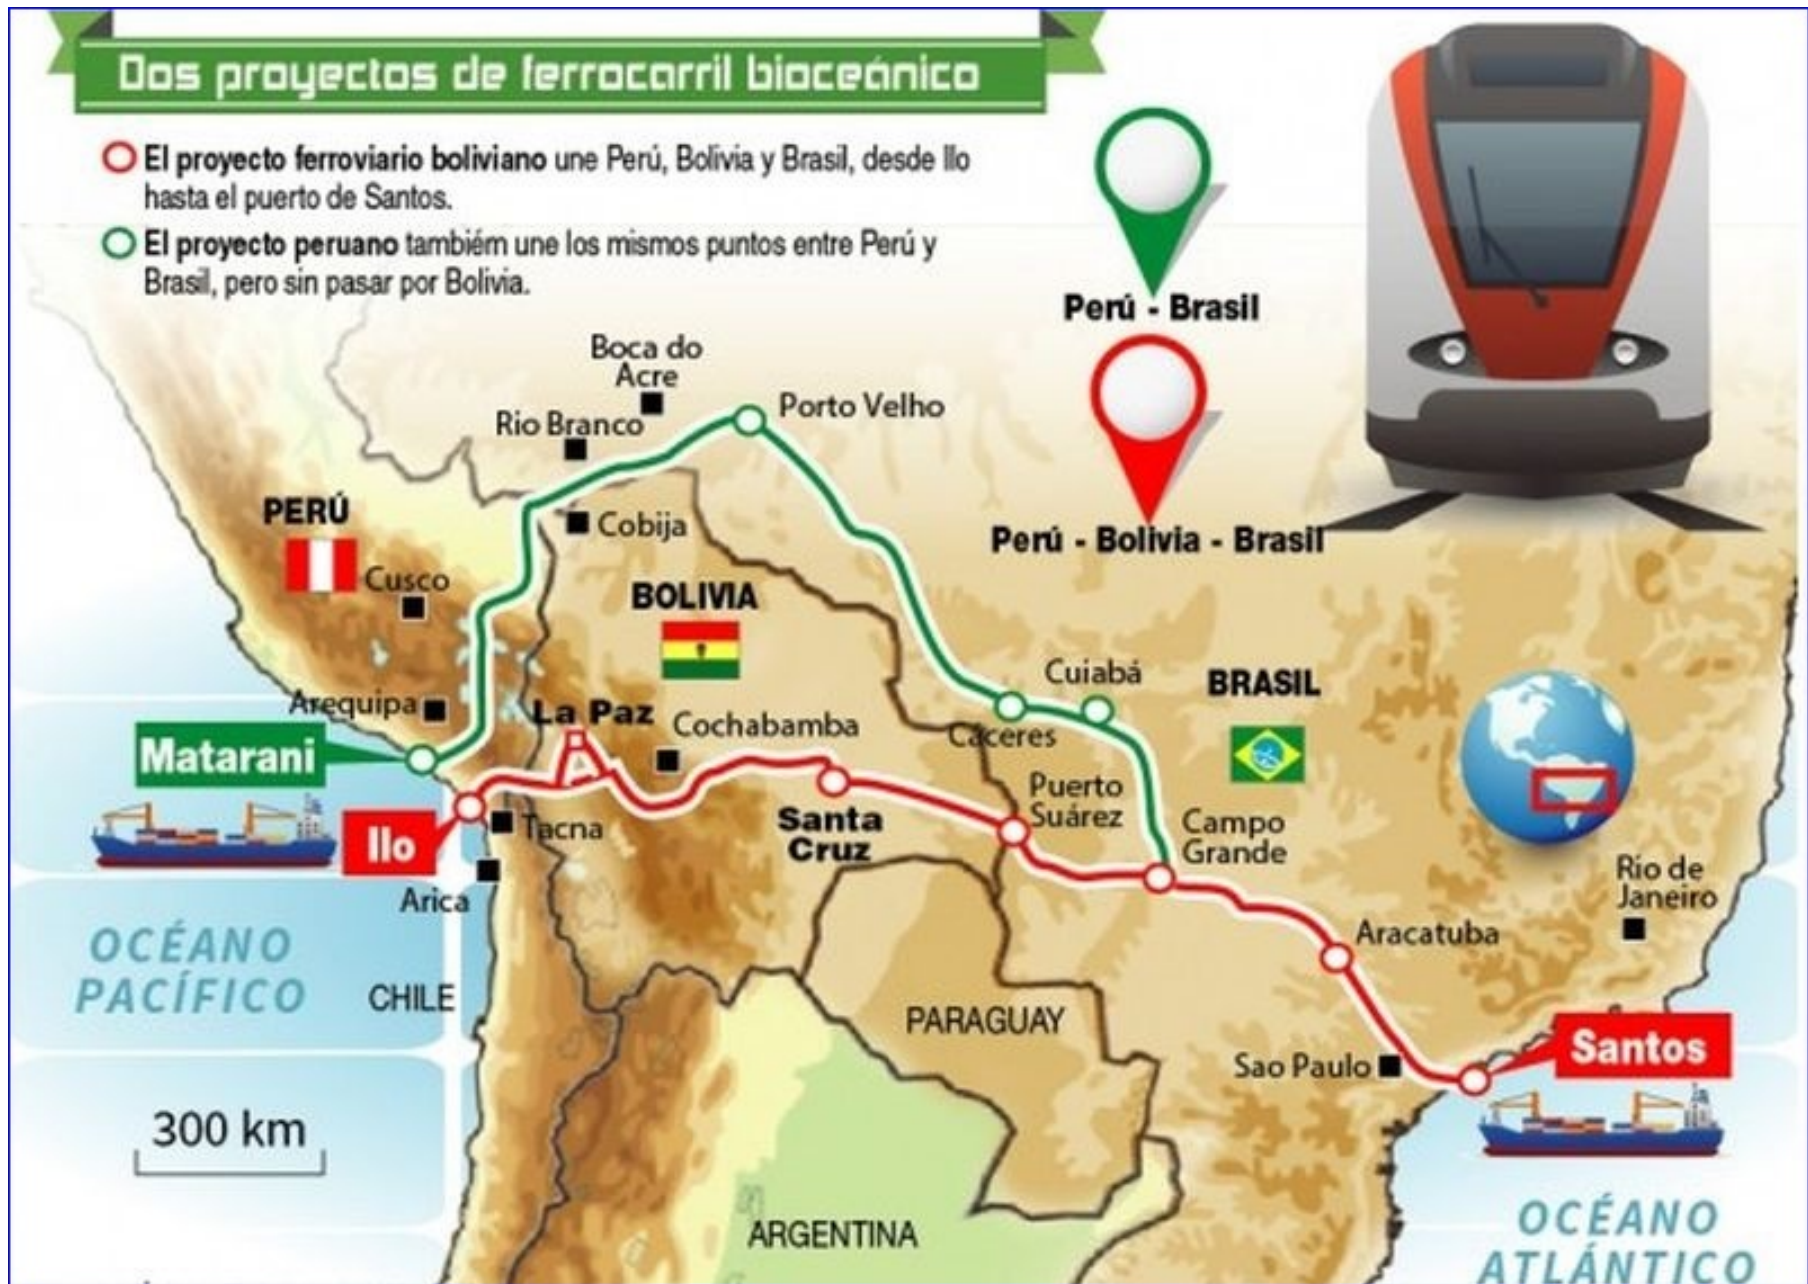 Dos proyectos de ferrocarril bioceánico
El proyecto ferroviario boliviano une Perú, Bolivia y Brasil, desde Ilo
hasta el puerto de Santos.
El proyecto peruano tambiém une los mismos puntos entre Perú y
Brasil, pero sin pasar por Bolivia.
Perú - Brasil
Perú - Bolivia - Brasil
Boca do
Acre
Rio Branco
Porto Velho
PERÚ
Cobija
Cusco
BOLIVIA
Cuiabá
BRASIL
Arequipa
La Paz
Cochabamba
Cáceres
Matarani
Puerto
Suárez
Ilo
Tacna
Santa
Cruz
Campo
Grande
Rio de
Janeiro
Arica
Aracatuba
OCÉANO
PACÍFICO
CHILE
PARAGUAY
Santos
Sao Paulo
300 km
ARGENTINA
OCÉANO
ATLÁNTICO